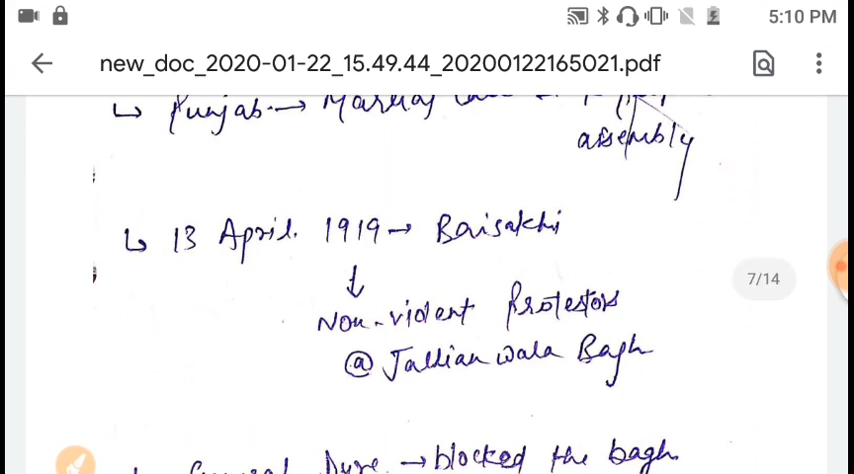 5:10 PM
new_doc_2020-01-22_15.49.44_20200122165021.pdf
↳ Punjab →
assembly
↳ 13 April. 1919 → Baisakhi
↓
Non-violent Protestors
@ Jallianwala Bagh
7/14
Dyre → blocked the bagh.